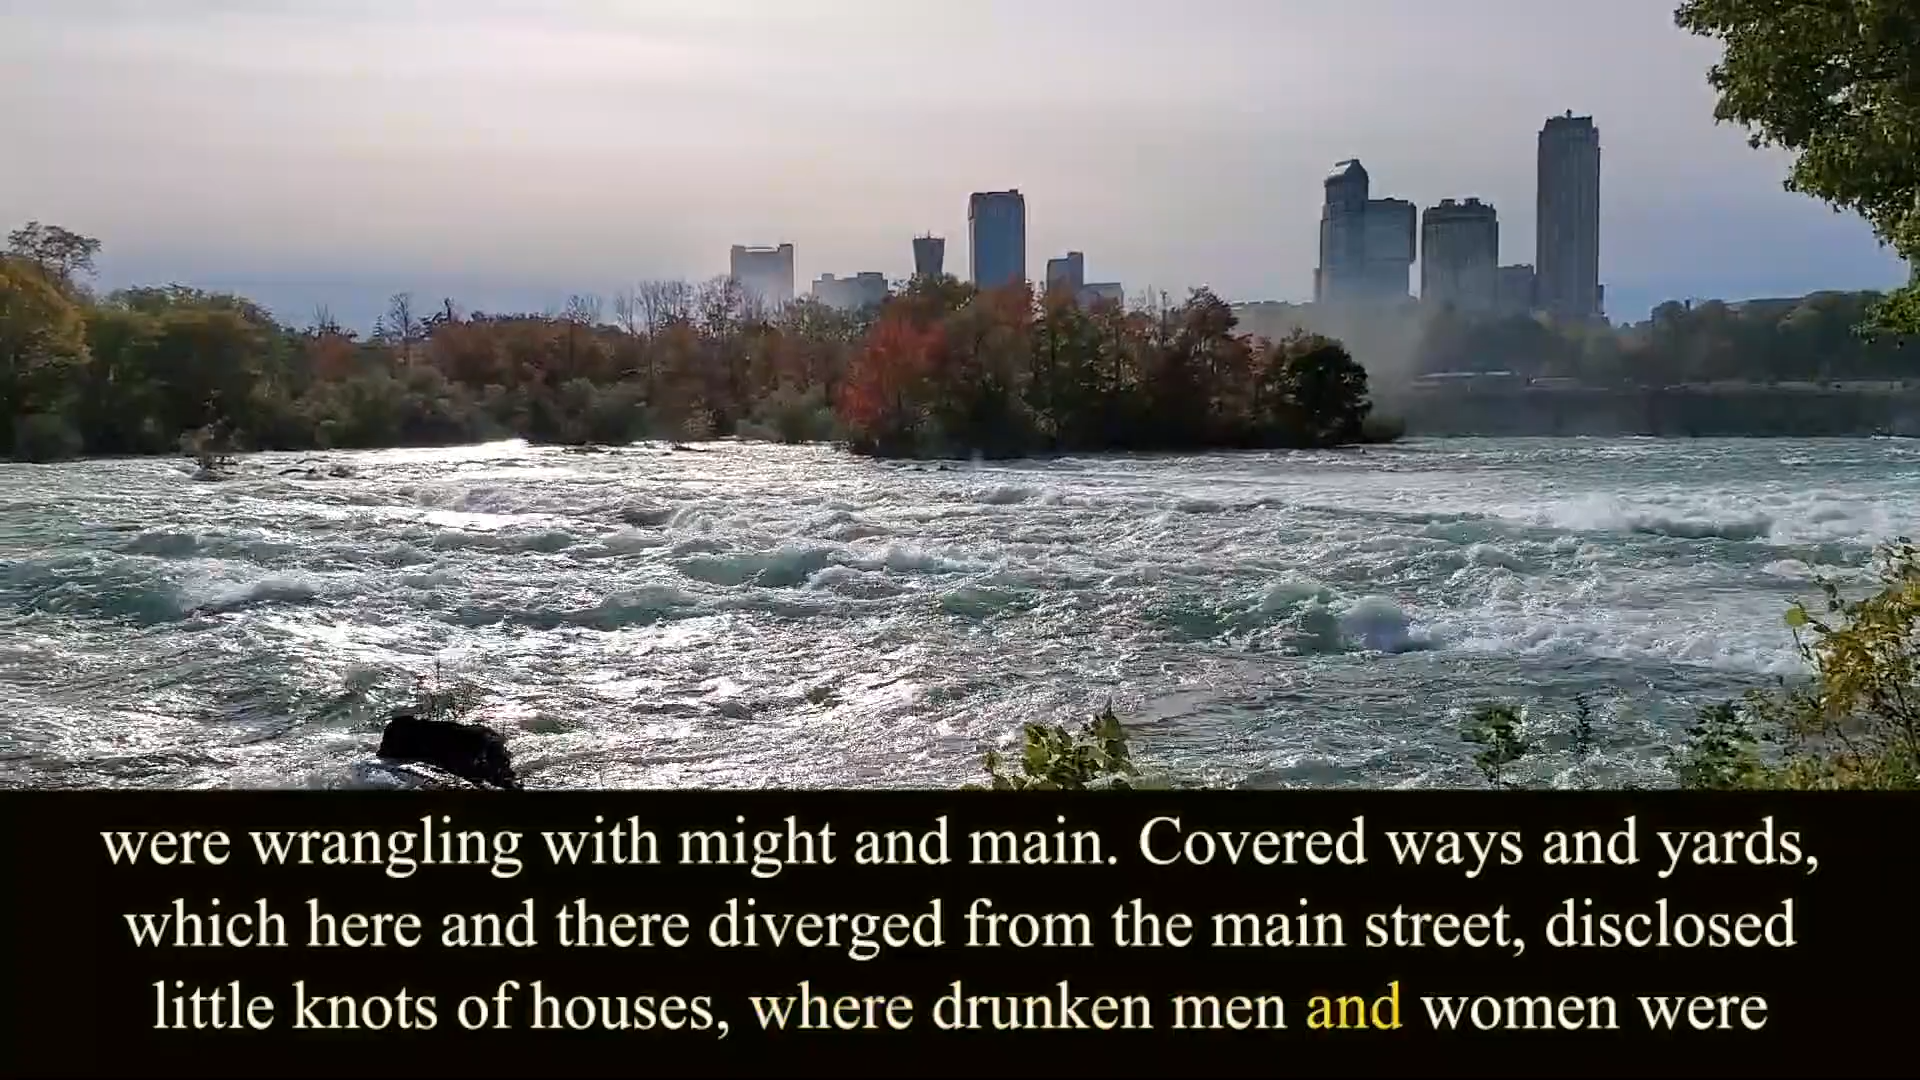 were wrangling with might and main. Covered ways and yards,
which here and there diverged from the main street, disclosed
little knots of houses, where drunken men and women were